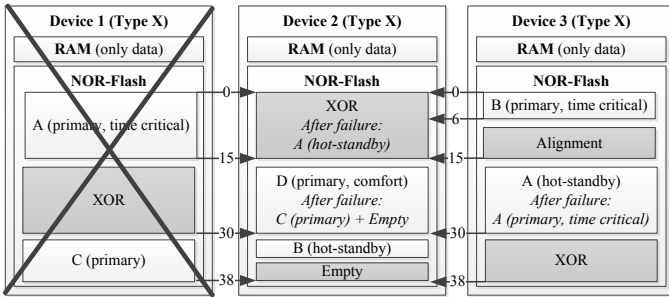 Device 1 (Type X)
RAM (only data)
NOR-Flash
A (primary, time critical)
XOR
C (primary)
0
15
30
38
Device 2 (Type X)
RAM (only data)
NOR-Flash
XOR
After failure:
A (hot-standby)
D (primary, comfort)
After failure:
C (primary) + Empty
B (hot-standby)
Empty
0
6
15
30
38
Device 3 (Type X)
RAM (only data)
NOR-Flash
B (primary, time critical)
Alignment
A (hot-standby)
After failure:
A (primary, time critical)
XOR